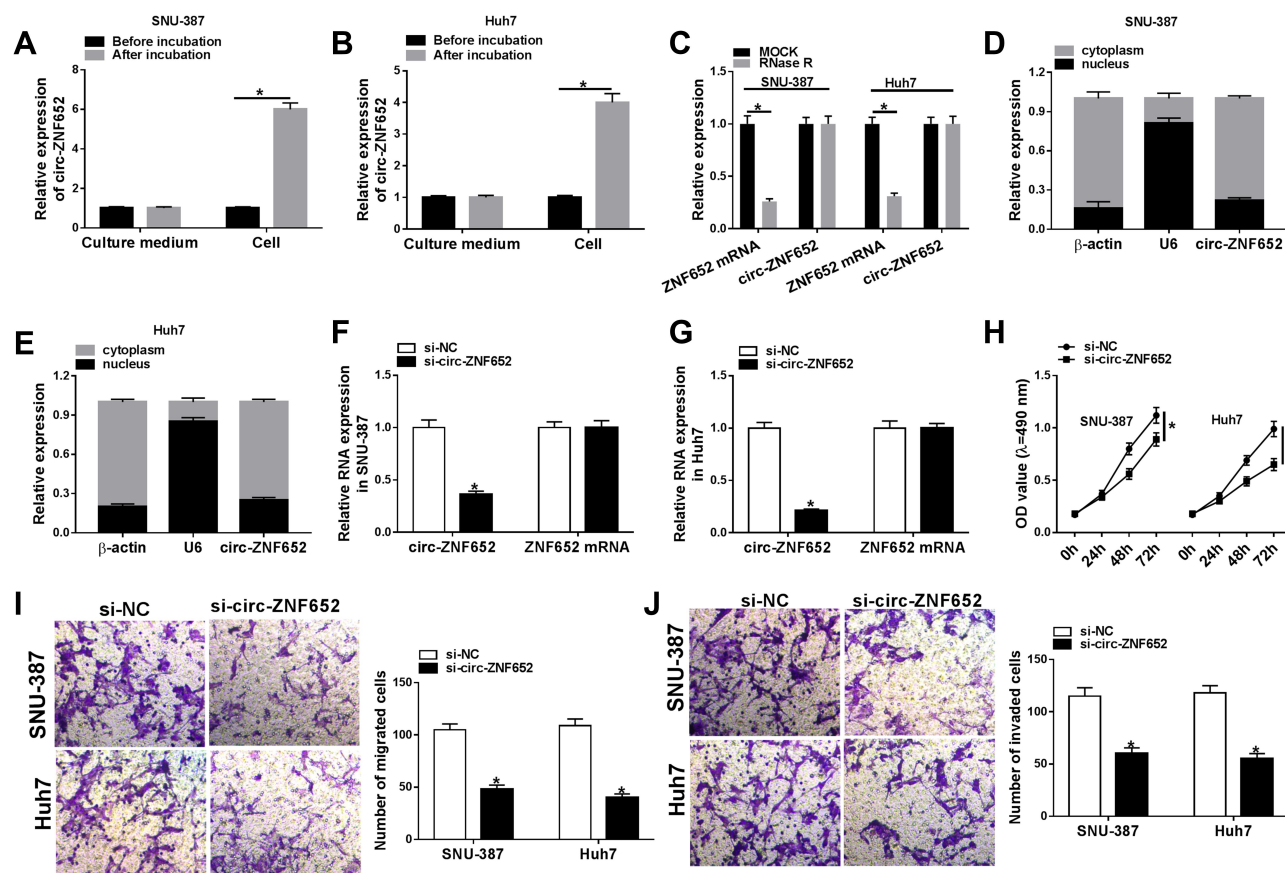 A
SNU-387
Before incubation
After incubation
Relative expression
of circ-ZNF652
8
6
4
2
0
Culture medium
Cell
*
B
Huh7
Before incubation
After incubation
Relative expression
of circ-ZNF652
5
4
3
2
1
0
Culture medium
Cell
*
C
MOCK
RNase R
SNU-387
Huh7
Relative expression
1.5
1.0
0.5
0.0
*
*
ZNF652 mRNA
circ-ZNF652
ZNF652 mRNA
circ-ZNF652
D
SNU-387
cytoplasm
nucleus
Relative expression
1.2
0.9
0.6
0.3
0.0
β-actin
U6
circ-ZNF652
E
Huh7
cytoplasm
nucleus
Relative expression
1.2
0.9
0.6
0.3
0.0
β-actin
U6
circ-ZNF652
F
si-NC
si-circ-ZNF652
Relative RNA expression
in SNU-387
1.5
1.0
0.5
0.0
*
circ-ZNF652
ZNF652 mRNA
G
si-NC
si-circ-ZNF652
Relative RNA expression
in Huh7
1.5
1.0
0.5
0.0
*
circ-ZNF652
ZNF652 mRNA
H
si-NC
si-circ-ZNF652
OD value (λ=490 nm)
1.5
1.0
0.5
0.0
SNU-387
*
Huh7
0h
24h
48h
72h
0h
24h
48h
72h
I
si-NC
si-circ-ZNF652
SNU-387
Huh7
si-NC
si-circ-ZNF652
Number of migrated cells
150
100
50
0
*
*
SNU-387
Huh7
J
si-NC
si-circ-ZNF652
SNU-387
Huh7
si-NC
si-circ-ZNF652
Number of invaded cells
150
100
50
0
*
*
SNU-387
Huh7